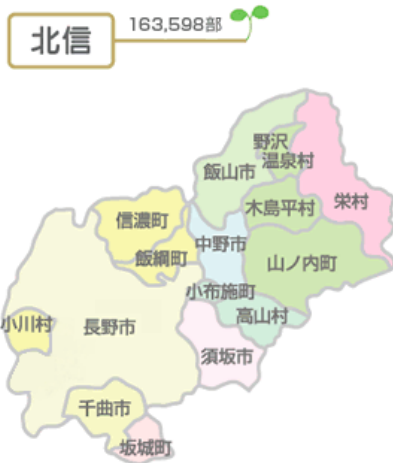 北信
163,598部
野沢
温泉村
飯山市
栄村
木島平村
信濃町
中野市
飯綱町
山ノ内町
小布施町
高山村
小川村
長野市
須坂市
千曲市
坂城町